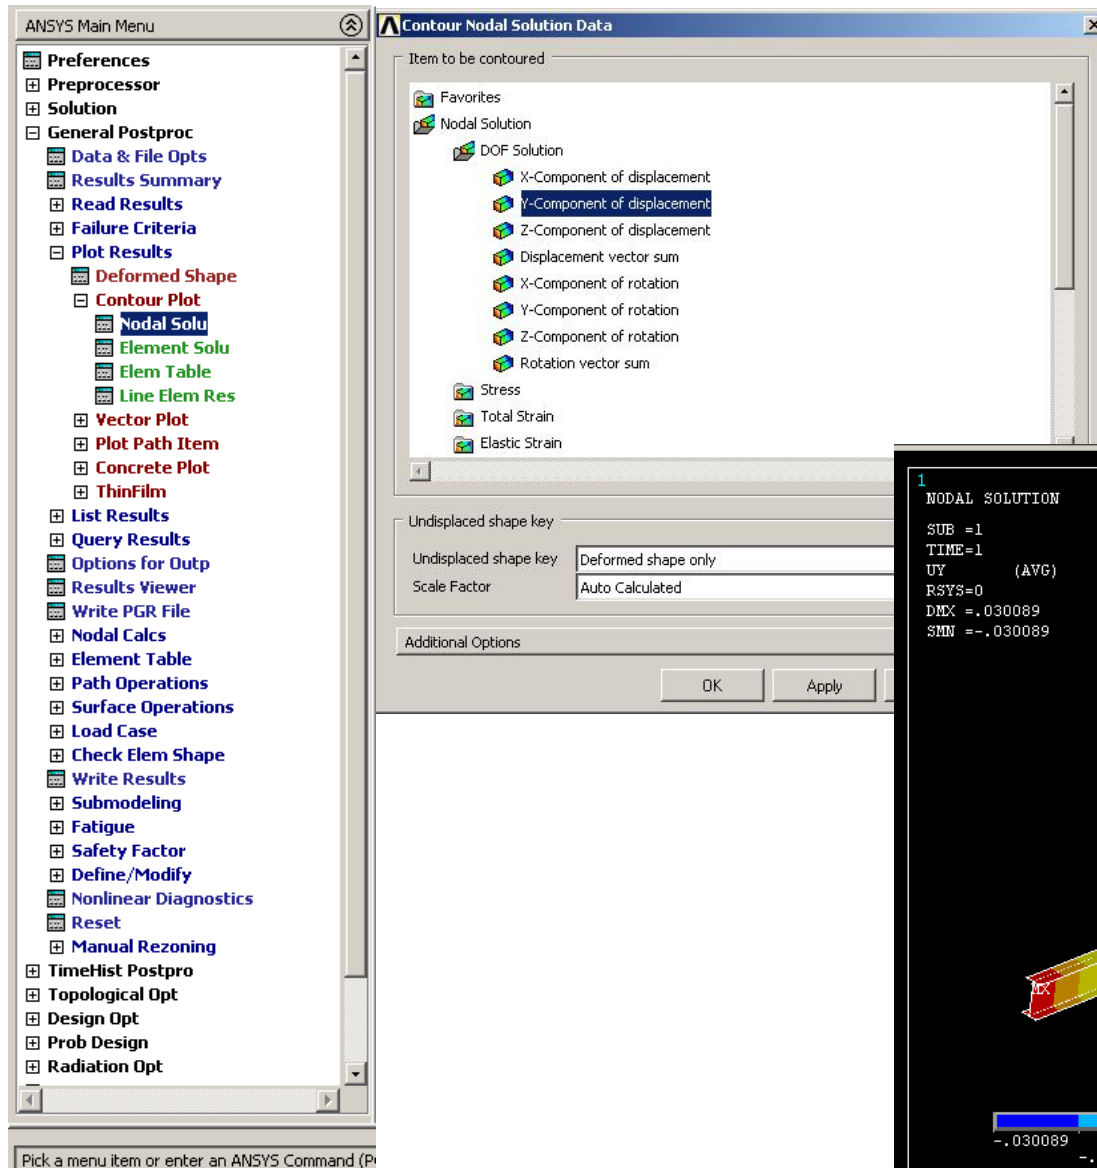 ANSYS Main Menu
Preferences
Preprocessor
Solution
General Postproc
Data & File Opts
Results Summary
Read Results
Failure Criteria
Plot Results
Deformed Shape
Contour Plot
Nodal Solu
Element Solu
Elem Table
Line Elem Res
Vector Plot
Plot Path Item
Concrete Plot
ThinFilm
List Results
Query Results
Options for Outp
Results Viewer
Write PGR File
Nodal Calcs
Element Table
Path Operations
Surface Operations
Load Case
Check Elem Shape
Write Results
Submodeling
Fatigue
Safety Factor
Define/Modify
Nonlinear Diagnostics
Reset
Manual Rezoning
TimeHist Postpro
Topological Opt
Design Opt
Prob Design
Radiation Opt
Pick a menu item or enter an ANSYS Command
Contour Nodal Solution Data
Item to be contoured
Favorites
Nodal Solution
DOF Solution
X-Component of displacement
Y-Component of displacement
Z-Component of displacement
Displacement vector sum
X-Component of rotation
Y-Component of rotation
Z-Component of rotation
Rotation vector sum
Stress
Total Strain
Elastic Strain
Undisplaced shape key
Undisplaced shape key Deformed shape only
Scale Factor Auto Calculated
Additional Options
OK Apply
1
NODAL SOLUTION
SUB =1
TIME=1
UY (AVG)
RSYS=0
DMX =.030089
SMN =-.030089
MX
-.030089